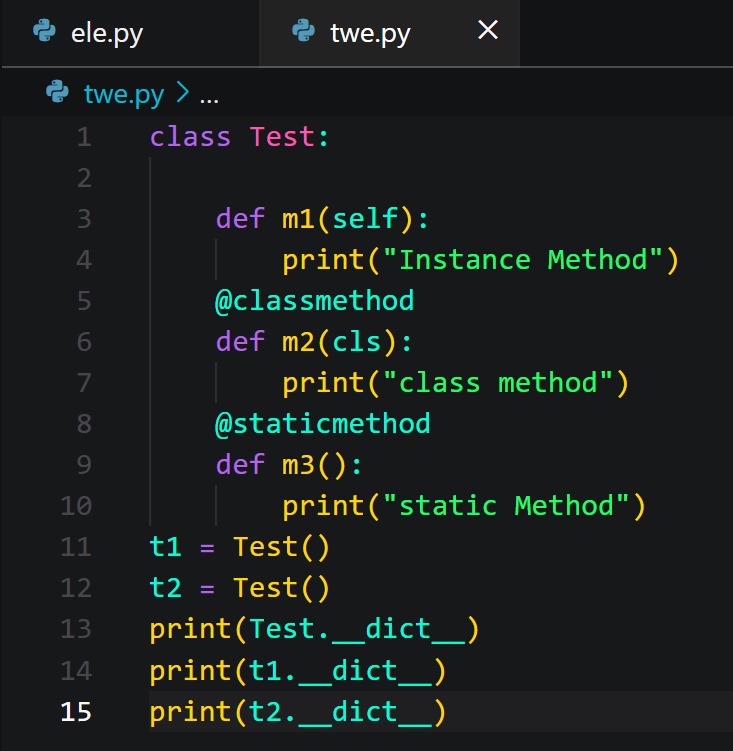 ele.py twe.py ×
twe.py > ...
1 class Test:
2
3 def m1(self):
4 print("Instance Method")
5 @classmethod
6 def m2(cls):
7 print("class method")
8 @staticmethod
9 def m3():
10 print("static Method")
11 t1 = Test()
12 t2 = Test()
13 print(Test.__dict__)
14 print(t1.__dict__)
15 print(t2.__dict__)